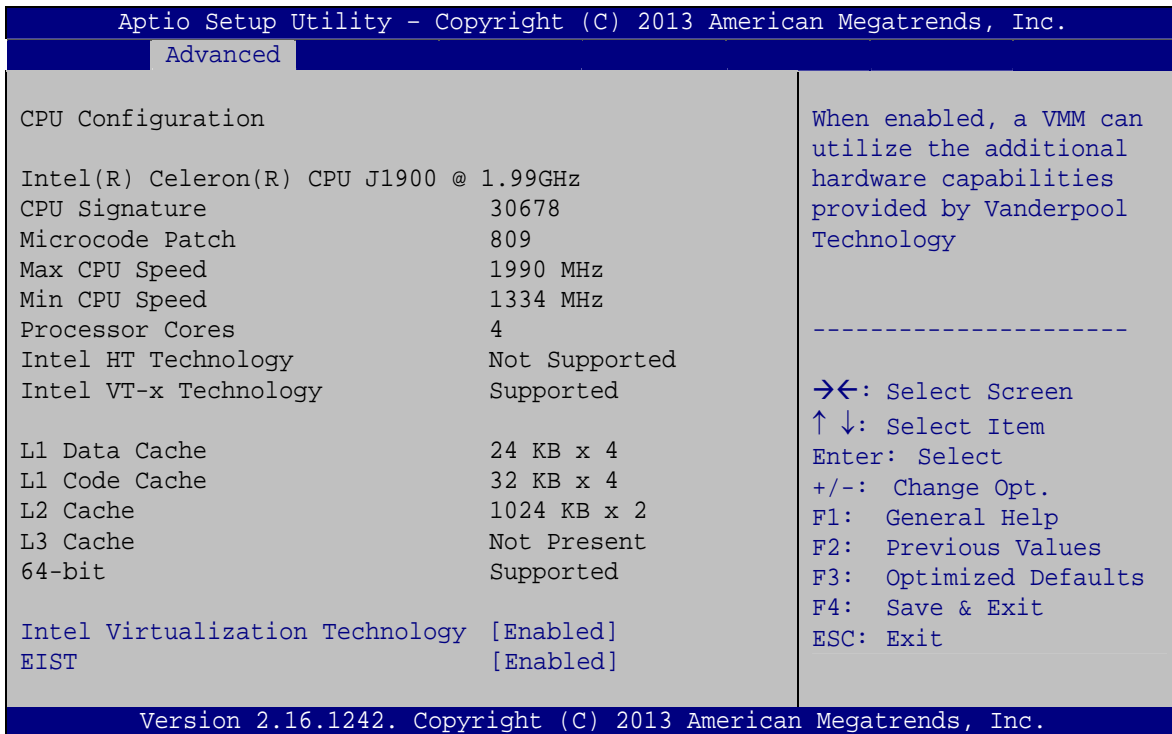 Aptio Setup Utility – Copyright (C) 2013 American Megatrends, Inc.
Advanced
CPU Configuration
Intel(R) Celeron(R) CPU J1900 @ 1.99GHz
CPU Signature 30678
Microcode Patch 809
Max CPU Speed 1990 MHz
Min CPU Speed 1334 MHz
Processor Cores 4
Intel HT Technology Not Supported
Intel VT-x Technology Supported
L1 Data Cache 24 KB x 4
L1 Code Cache 32 KB x 4
L2 Cache 1024 KB x 2
L3 Cache Not Present
64-bit Supported
Intel Virtualization Technology [Enabled]
EIST [Enabled]
When enabled, a VMM can
utilize the additional
hardware capabilities
provided by Vanderpool
Technology
----------------------
→←: Select Screen
↑ ↓: Select Item
Enter: Select
+/-: Change Opt.
F1: General Help
F2: Previous Values
F3: Optimized Defaults
F4: Save & Exit
ESC: Exit
Version 2.16.1242. Copyright (C) 2013 American Megatrends, Inc.